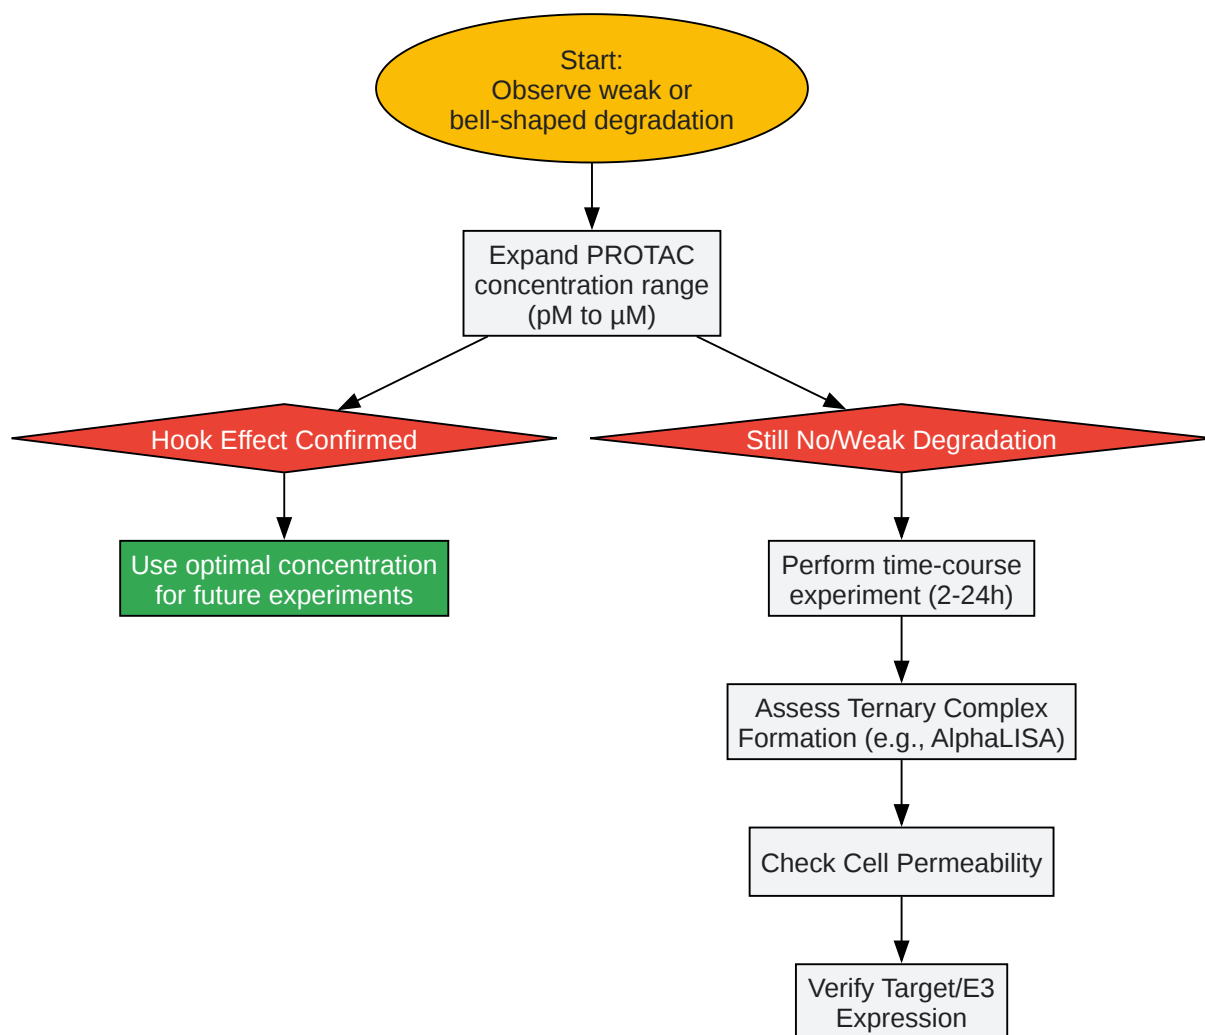 Start:
Observe weak or
bell-shaped degradation
Expand PROTAC
concentration range
(pM to µM)
Hook Effect Confirmed
Still No/Weak Degradation
Use optimal concentration
for future experiments
Perform time-course
experiment (2-24h)
Assess Ternary Complex
Formation (e.g., AlphaLISA)
Check Cell Permeability
Verify Target/E3
Expression